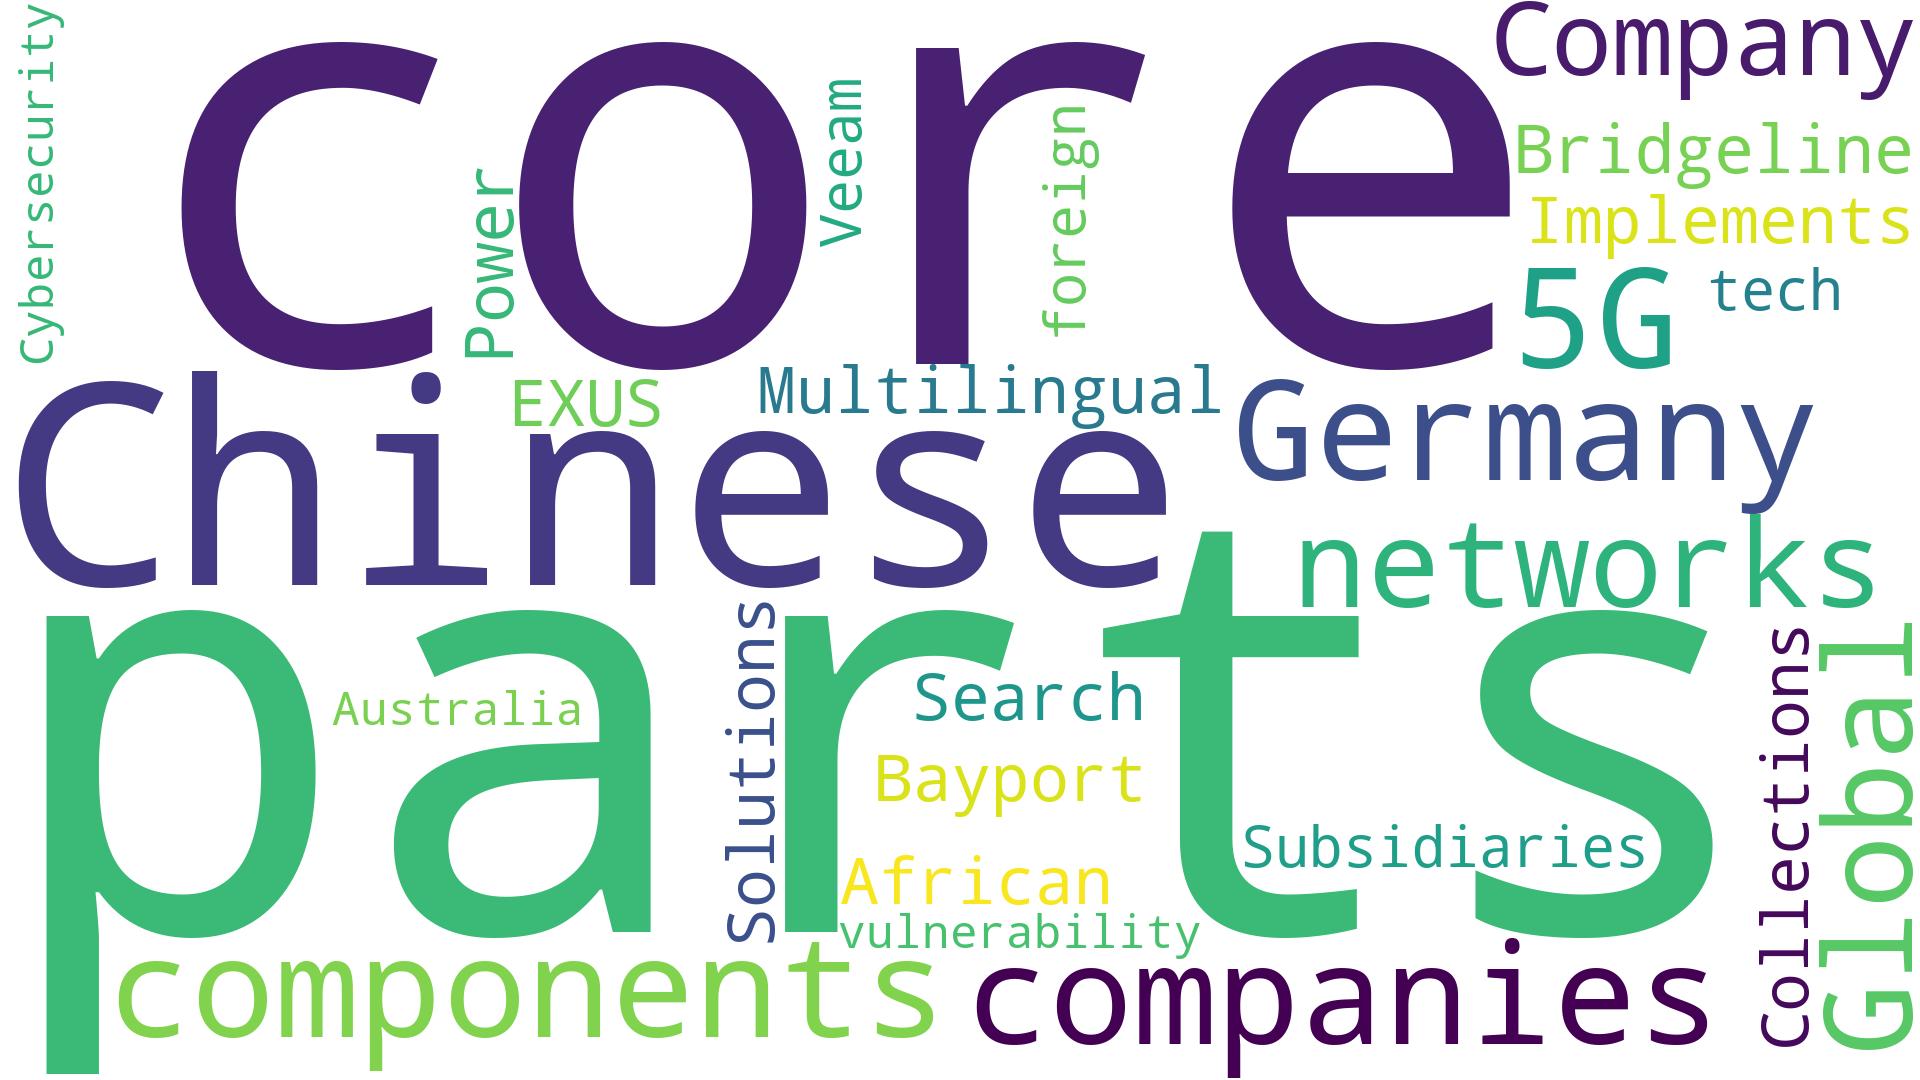 Cybersecurity
core
Power
Veeam
foreign
Company
Bridgeline
Implements
5G
tech
Chinese
EXUS
Multilingual
Germany
networks
parts
Australia
Solutions
Search
Bayport
African
vulnerability
Subsidiaries
Collections
Global
components
companies